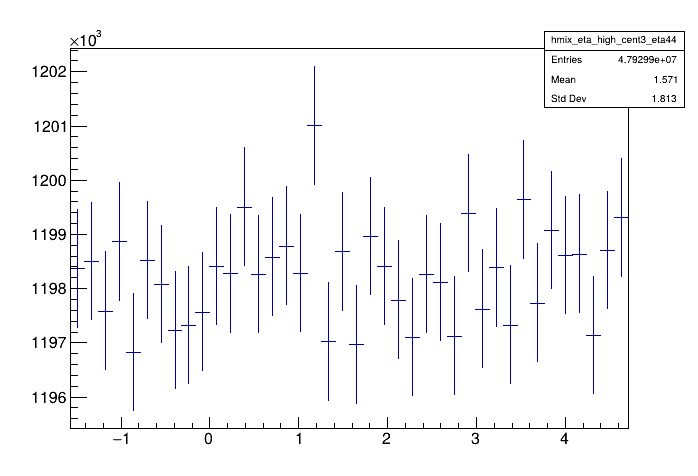 ×10³
hmix_eta_high_cent3_eta44
Entries 4.79299e+07
Mean 1.571
Std Dev 1.813
1202
1201
1200
1199
1198
1197
1196
−1 0 1 2 3 4